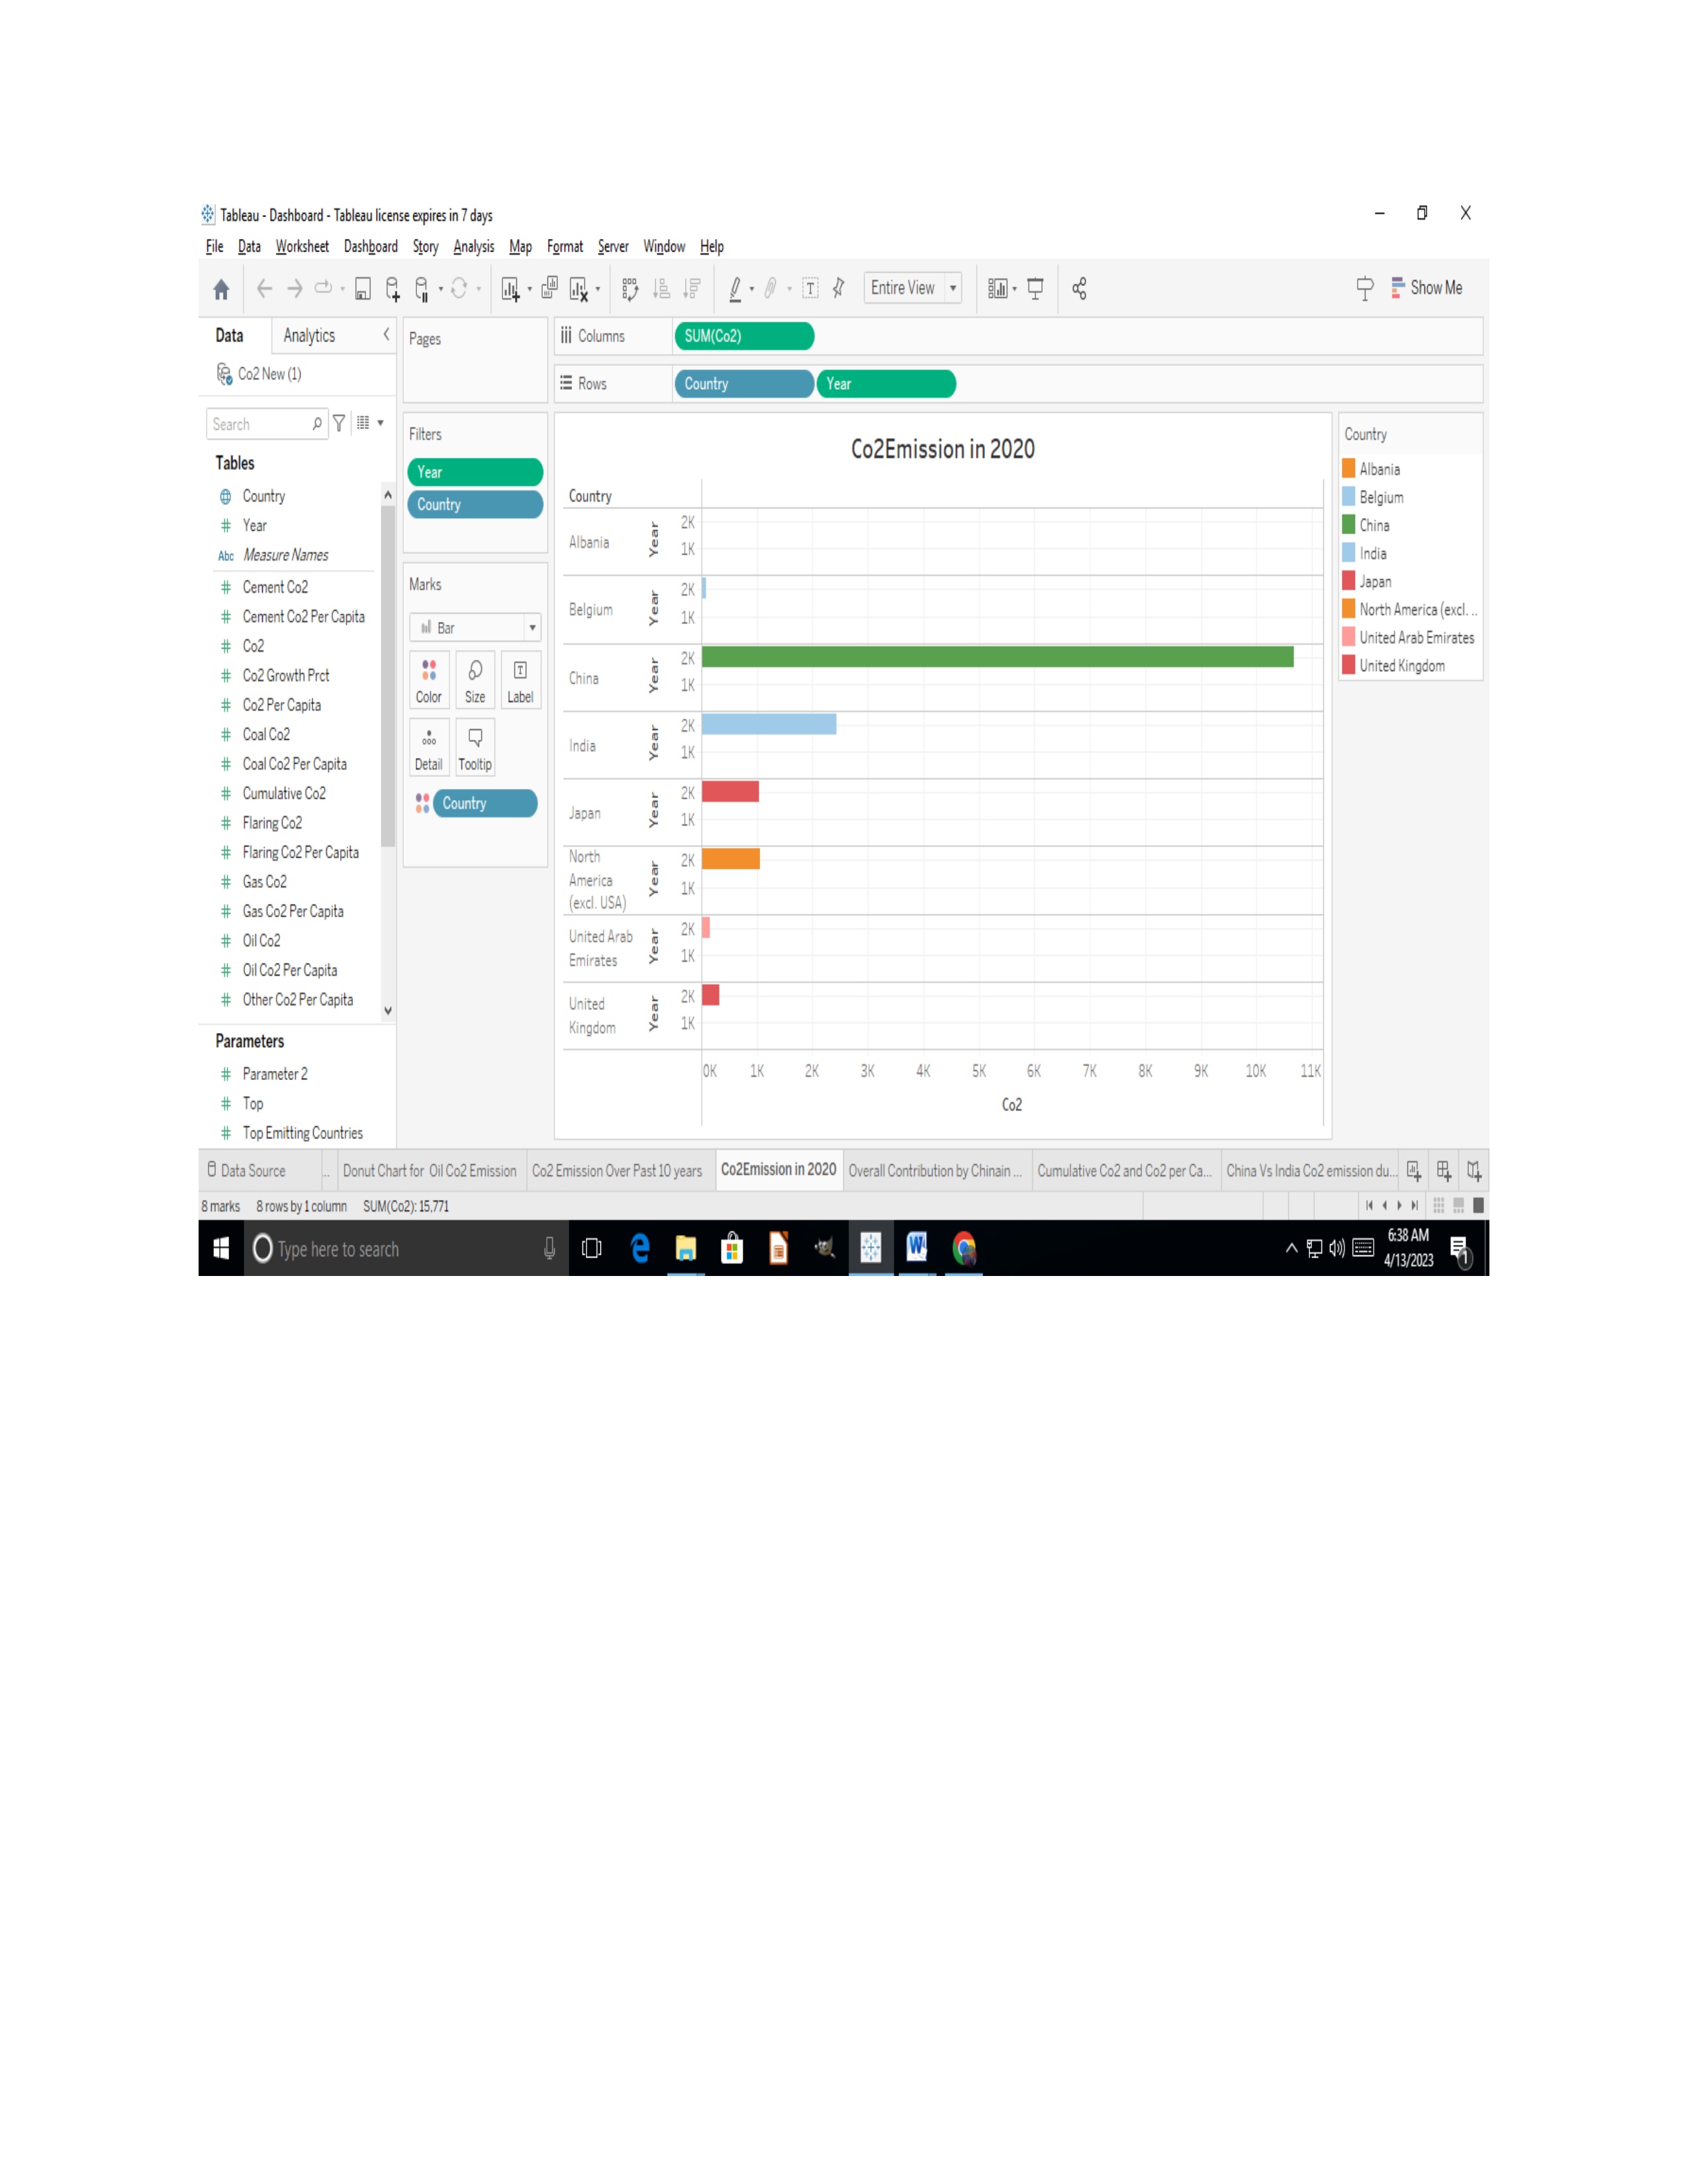 Tableau - Dashboard - Tableau license expires in 7 days
File Data Worksheet Dashboard Story Analysis Map Format Server Window Help
Entire View
Show Me
Data Analytics
Co2 New (1)
Search
Tables
Country
Year
Abc Measure Names
Cement Co2
Cement Co2 Per Capita
Co2
Co2 Growth Prct
Co2 Per Capita
Coal Co2
Coal Co2 Per Capita
Cumulative Co2
Flaring Co2
Flaring Co2 Per Capita
Gas Co2
Gas Co2 Per Capita
Oil Co2
Oil Co2 Per Capita
Other Co2 Per Capita
Parameters
Parameter 2
Top
Top Emitting Countries
Pages
Filters
Year
Country
Marks
Bar
Color Size Label
Detail Tooltip
Country
Columns SUM(Co2)
Rows Country Year
Co2Emission in 2020
Country
Albania Year 2K 1K
Belgium Year 2K 1K
China Year 2K 1K
India Year 2K 1K
Japan Year 2K 1K
North
America
(excl. USA) Year 2K 1K
United Arab
Emirates Year 2K 1K
United
Kingdom Year 2K 1K
0K 1K 2K 3K 4K 5K 6K 7K 8K 9K 10K 11K
Co2
Country
Albania
Belgium
China
India
Japan
North America (excl. ..
United Arab Emirates
United Kingdom
Data Source ... Donut Chart for Oil Co2 Emission Co2 Emission Over Past 10 years Co2Emission in 2020 Overall Contribution by Chinain ... Cumulative Co2 and Co2 per Ca... China Vs India Co2 emission du...
8 marks 8 rows by 1 column SUM(Co2): 15,771
Type here to search
6:38 AM
4/13/2023
1